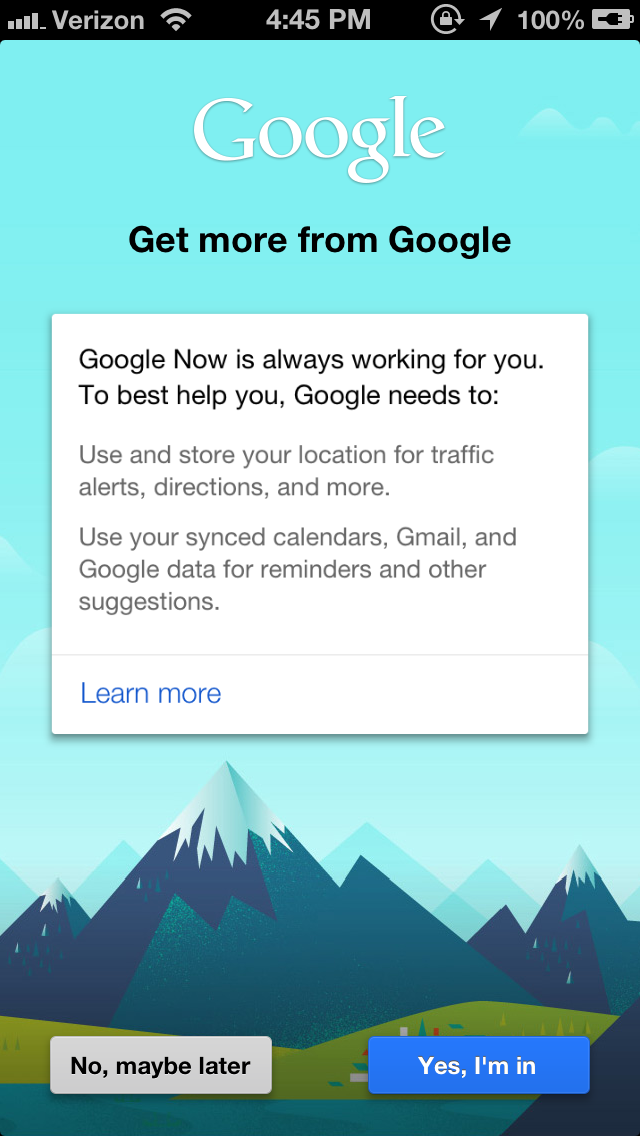 Verizon 4:45 PM 100%
Google
Get more from Google
Google Now is always working for you.
To best help you, Google needs to:
Use and store your location for traffic
alerts, directions, and more.
Use your synced calendars, Gmail, and
Google data for reminders and other
suggestions.
Learn more
No, maybe later Yes, I'm in